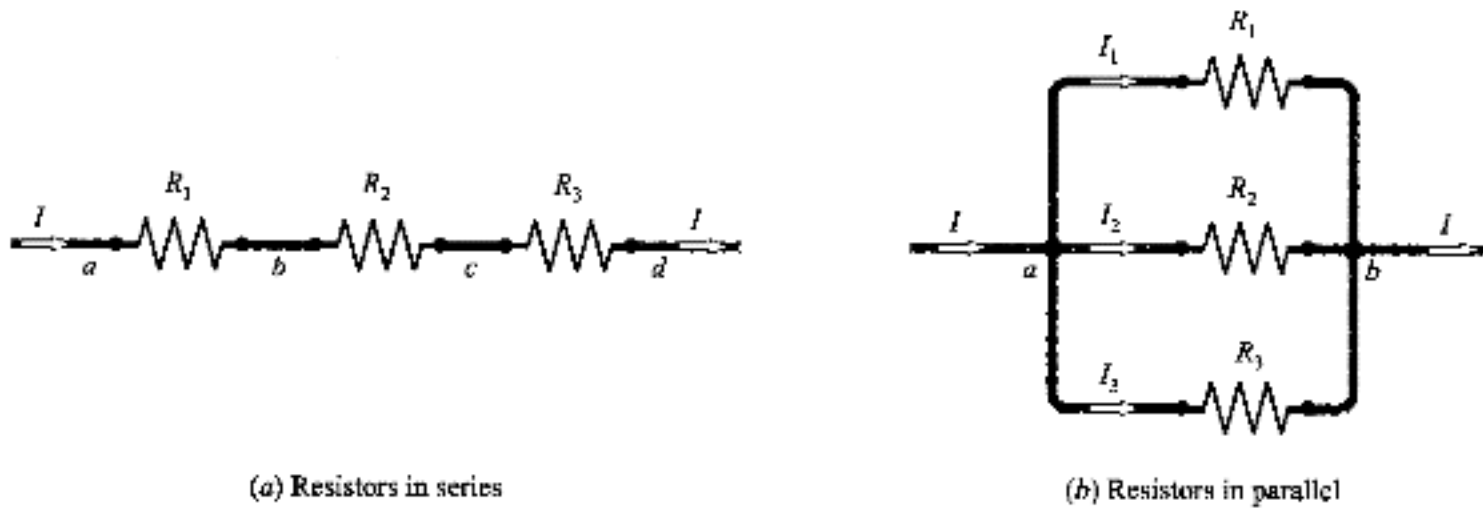 I
R₁
R₂
R₃
I
a
b
c
d
(a) Resistors in series
R₁
I₁
R₂
I
I₂
I
a
b
R₃
I₃
(b) Resistors in parallel